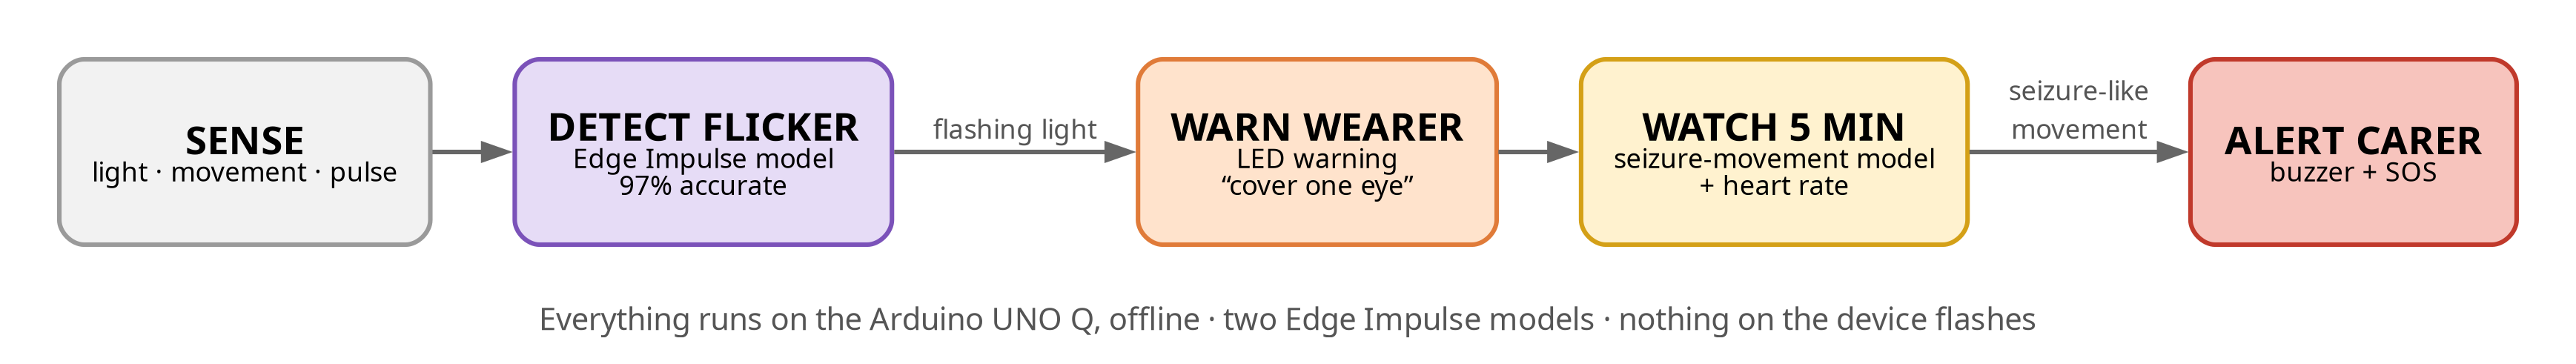 SENSE
light · movement · pulse
DETECT FLICKER
Edge Impulse model
97% accurate
flashing light
WARN WEARER
LED warning
“cover one eye”
WATCH 5 MIN
seizure-movement model
+ heart rate
seizure-like
movement
ALERT CARER
buzzer + SOS
Everything runs on the Arduino UNO Q, offline · two Edge Impulse models · nothing on the device flashes